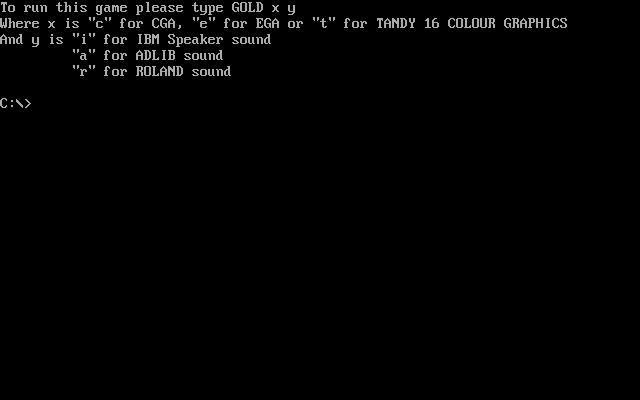 To run this game please type GOLD x y
Where x is "c" for CGA, "e" for EGA or "t" for TANDY 16 COLOUR GRAPHICS
And y is "i" for IBM Speaker sound
"a" for ADLIB sound
"r" for ROLAND sound
C:\>